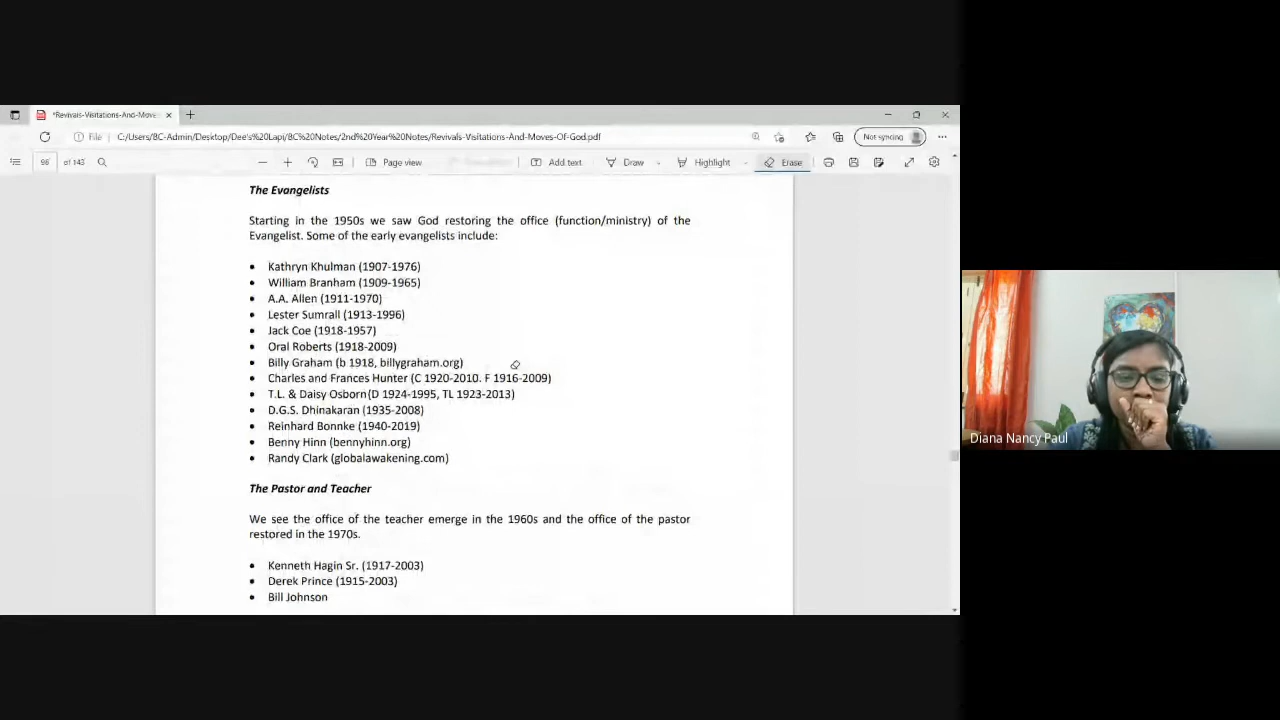 *Revivals-Visitations-And-Moves
Not syncing
File C:/Users/BC-Admin/Desktop/Dee's%20Lapi/BC%20Notes/2nd%20Year%20Notes/Revivals-Visitations-And-Moves-Of-God.pdf
96 of 143 Page view Add text Draw Highlight Erase
The Evangelists
Starting in the 1950s we saw God restoring the office (function/ministry) of the
Evangelist. Some of the early evangelists include:
• Kathryn Khulman (1907-1976)
• William Branham (1909-1965)
• A.A. Allen (1911-1970)
• Lester Sumrall (1913-1996)
• Jack Coe (1918-1957)
• Oral Roberts (1918-2009)
• Billy Graham (b 1918, billygraham.org)
• Charles and Frances Hunter (C 1920-2010. F 1916-2009)
• T.L. & Daisy Osborn(D 1924-1995, TL 1923-2013)
• D.G.S. Dhinakaran (1935-2008)
• Reinhard Bonnke (1940-2019)
• Benny Hinn (bennyhinn.org)
• Randy Clark (globalawakening.com)
The Pastor and Teacher
We see the office of the teacher emerge in the 1960s and the office of the pastor
restored in the 1970s.
• Kenneth Hagin Sr. (1917-2003)
• Derek Prince (1915-2003)
• Bill Johnson
Diana Nancy Paul